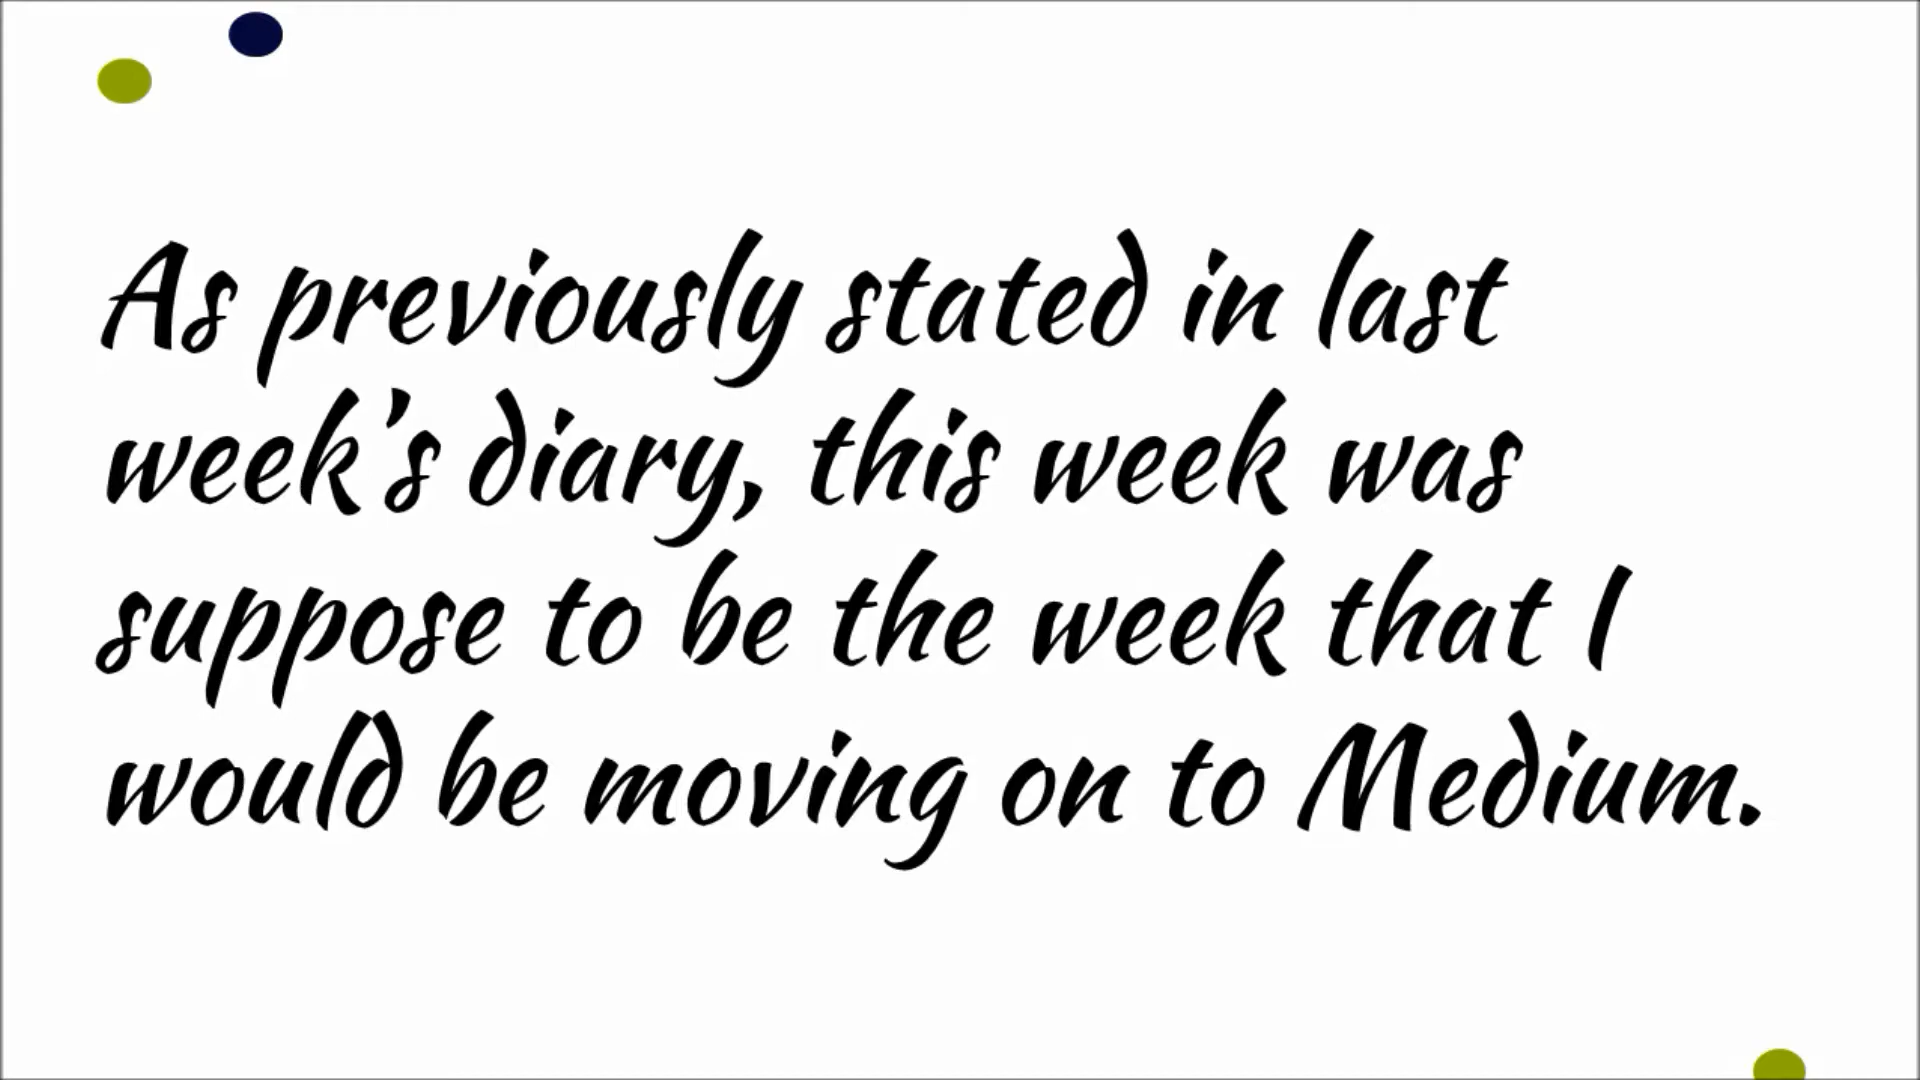 As previously stated in last
week's diary, this week was
suppose to be the week that I
would be moving on to Medium.